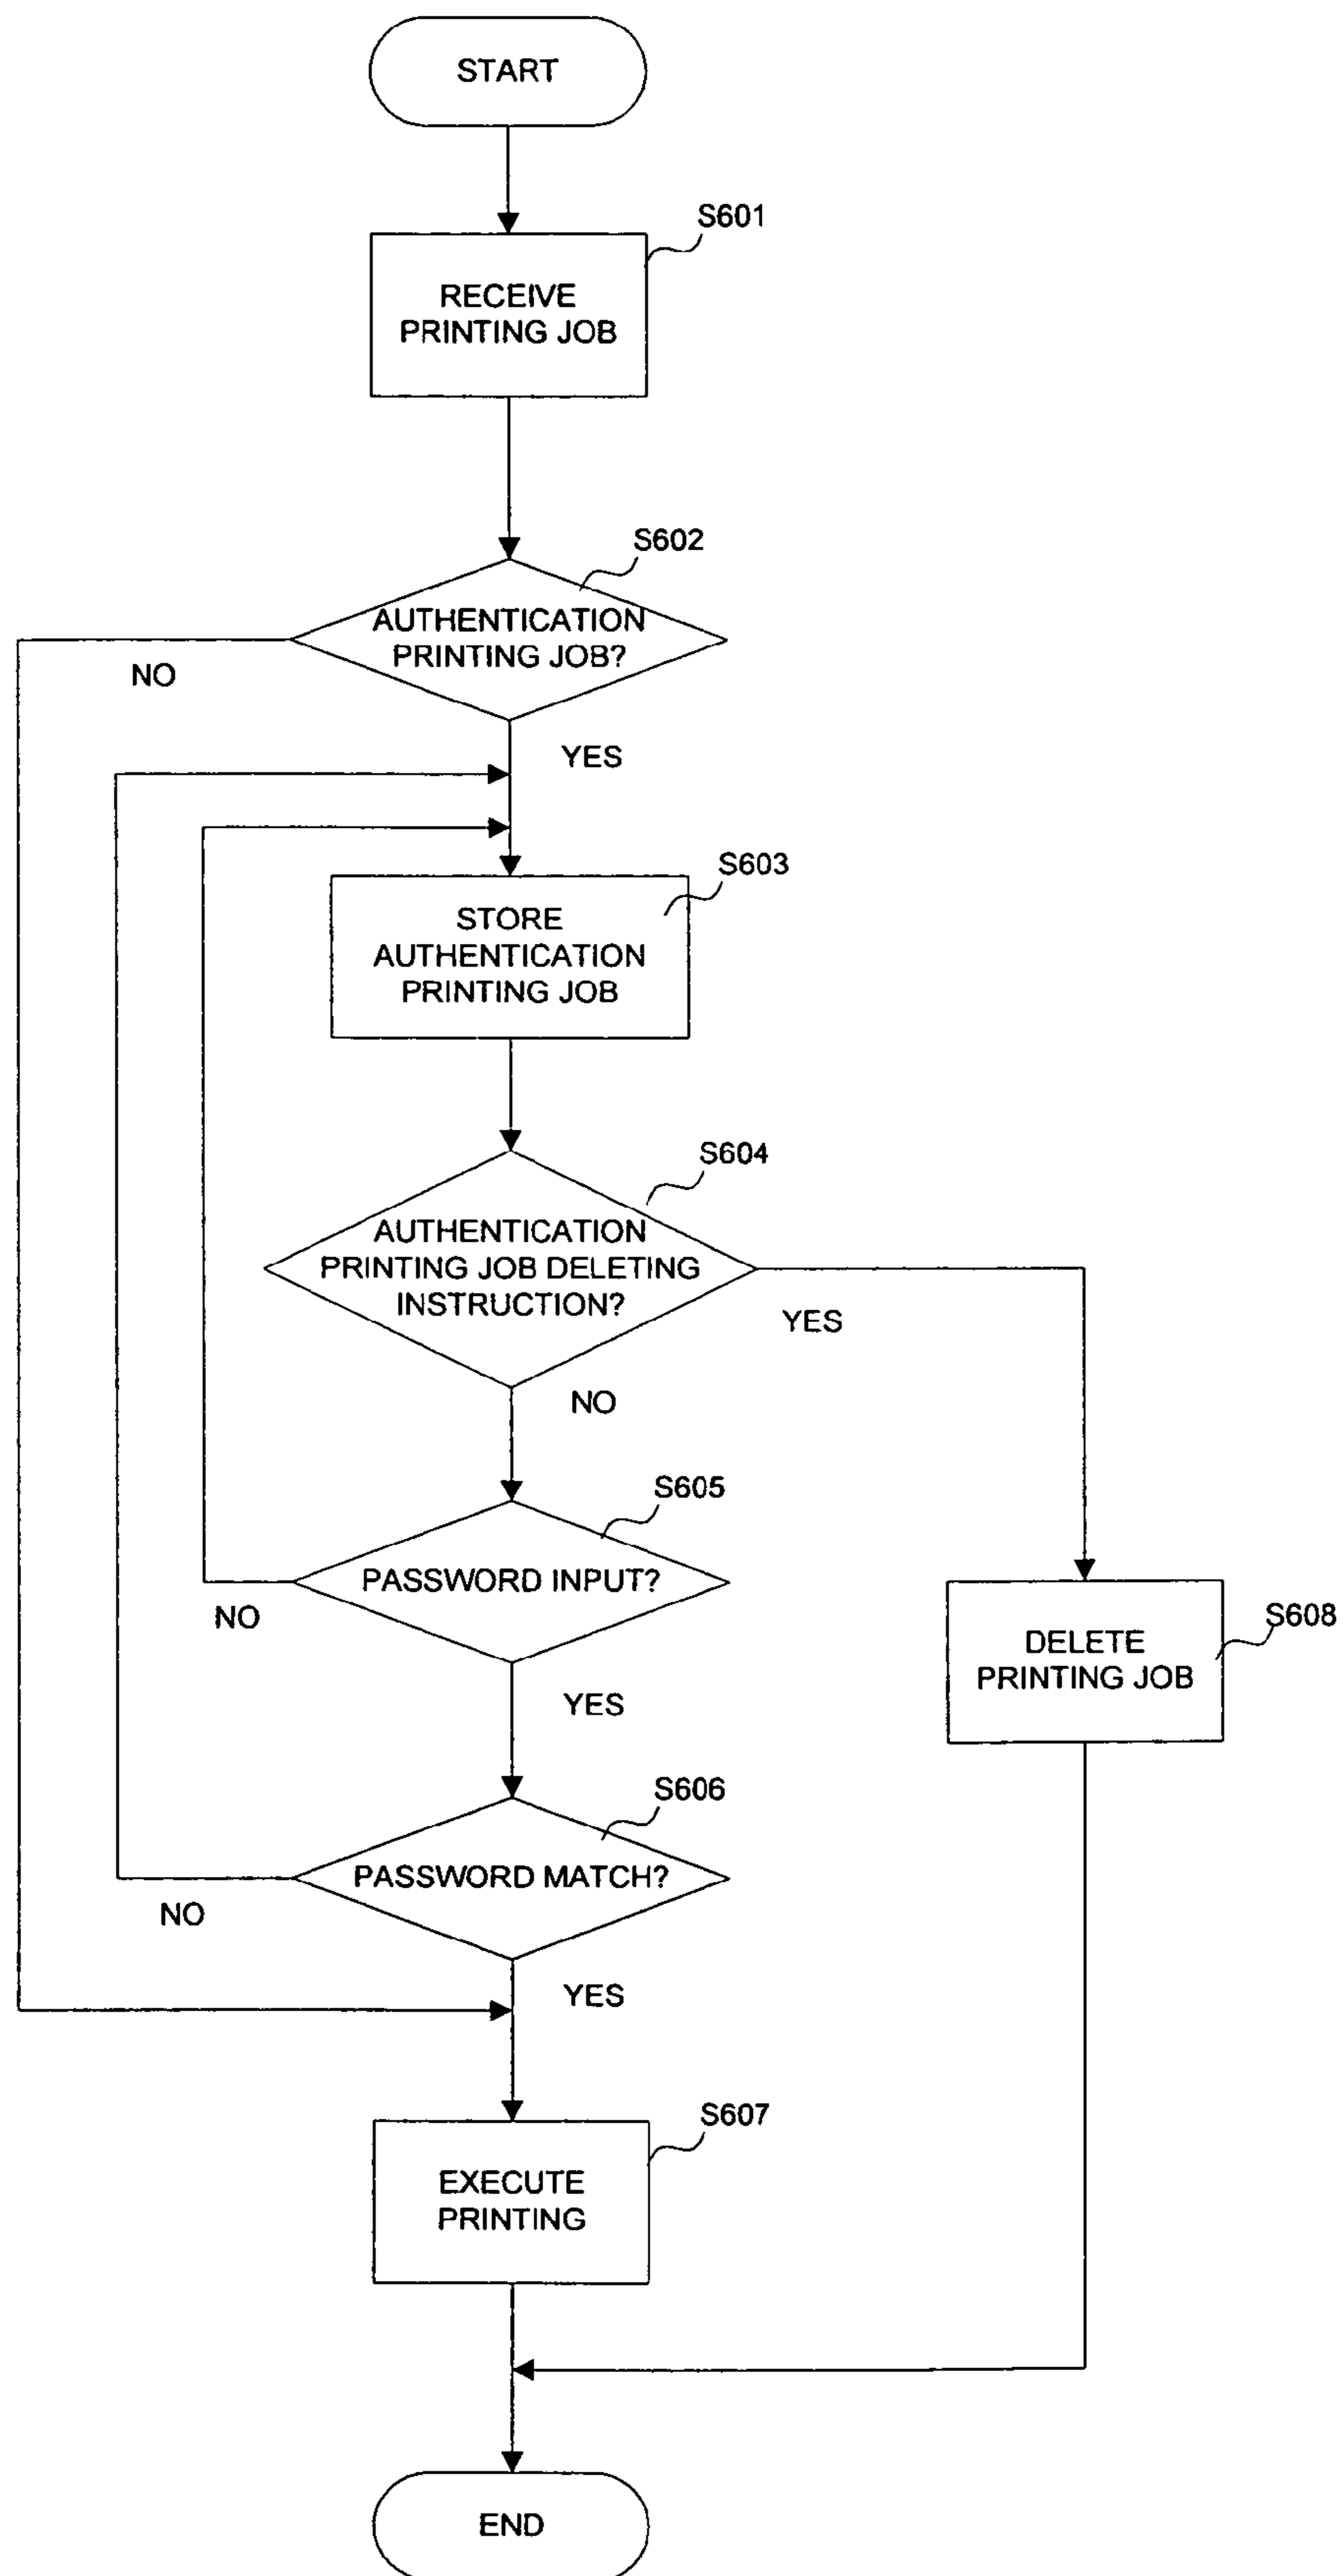 START
S601
RECEIVE
PRINTING JOB
S602
AUTHENTICATION
PRINTING JOB?
NO
YES
S603
STORE
AUTHENTICATION
PRINTING JOB
S604
AUTHENTICATION
PRINTING JOB DELETING
INSTRUCTION?
YES
NO
S605
PASSWORD INPUT?
NO
S608
DELETE
PRINTING JOB
YES
S606
PASSWORD MATCH?
NO
YES
S607
EXECUTE
PRINTING
END